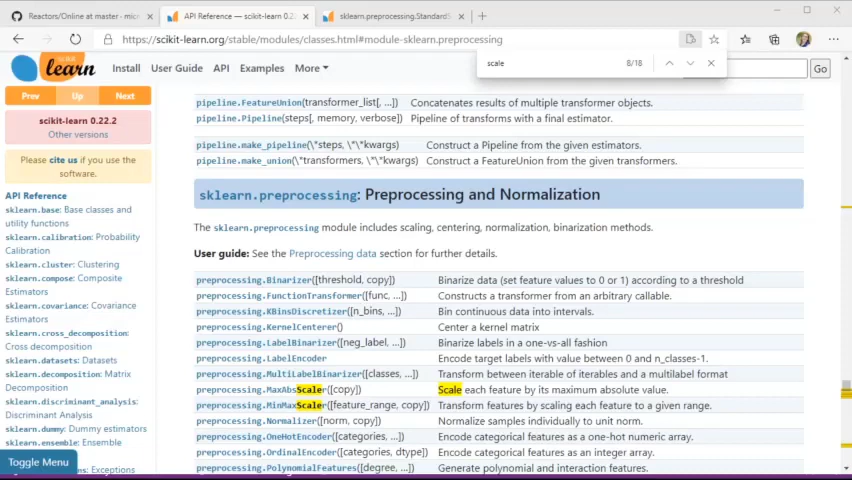 Reactors/Online at master · mic
API Reference — scikit-learn 0.22.
sklearn.preprocessing.StandardS
https://scikit-learn.org/stable/modules/classes.html#module-sklearn.preprocessing
scale
8/18
learn
Install
User Guide
API
Examples
More
Go
Prev
Up
Next
scikit-learn 0.22.2
Other versions
Please cite us if you use the
software.
API Reference
sklearn.base: Base classes and
utility functions
sklearn.calibration: Probability
Calibration
sklearn.cluster: Clustering
sklearn.compose: Composite
Estimators
sklearn.covariance: Covariance
Estimators
sklearn.cross_decomposition:
Cross decomposition
sklearn.datasets: Datasets
sklearn.decomposition: Matrix
Decomposition
sklearn.discriminant_analysis:
Discriminant Analysis
sklearn.dummy: Dummy estimators
sklearn.ensemble: Ensemble
Exceptions
Toggle Menu
pipeline.FeatureUnion(transformer_list[, ...]) Concatenates results of multiple transformer objects.
pipeline.Pipeline(steps[, memory, verbose]) Pipeline of transforms with a final estimator.
pipeline.make_pipeline(\*steps, \*\*kwargs) Construct a Pipeline from the given estimators.
pipeline.make_union(\*transformers, \*\*kwargs) Construct a FeatureUnion from the given transformers.
sklearn.preprocessing: Preprocessing and Normalization
The sklearn.preprocessing module includes scaling, centering, normalization, binarization methods.
User guide: See the Preprocessing data section for further details.
preprocessing.Binarizer([threshold, copy]) Binarize data (set feature values to 0 or 1) according to a threshold
preprocessing.FunctionTransformer([func, ...]) Constructs a transformer from an arbitrary callable.
preprocessing.KBinsDiscretizer([n_bins, ...]) Bin continuous data into intervals.
preprocessing.KernelCenterer() Center a kernel matrix
preprocessing.LabelBinarizer([neg_label, ...]) Binarize labels in a one-vs-all fashion
preprocessing.LabelEncoder Encode target labels with value between 0 and n_classes-1.
preprocessing.MultiLabelBinarizer([classes, ...]) Transform between iterable of iterables and a multilabel format
preprocessing.MaxAbsScaler([copy]) Scale each feature by its maximum absolute value.
preprocessing.MinMaxScaler([feature_range, copy]) Transform features by scaling each feature to a given range.
preprocessing.Normalizer([norm, copy]) Normalize samples individually to unit norm.
preprocessing.OneHotEncoder([categories, ...]) Encode categorical features as a one-hot numeric array.
preprocessing.OrdinalEncoder([categories, dtype]) Encode categorical features as an integer array.
preprocessing.PolynomialFeatures([degree, ...]) Generate polynomial and interaction features.